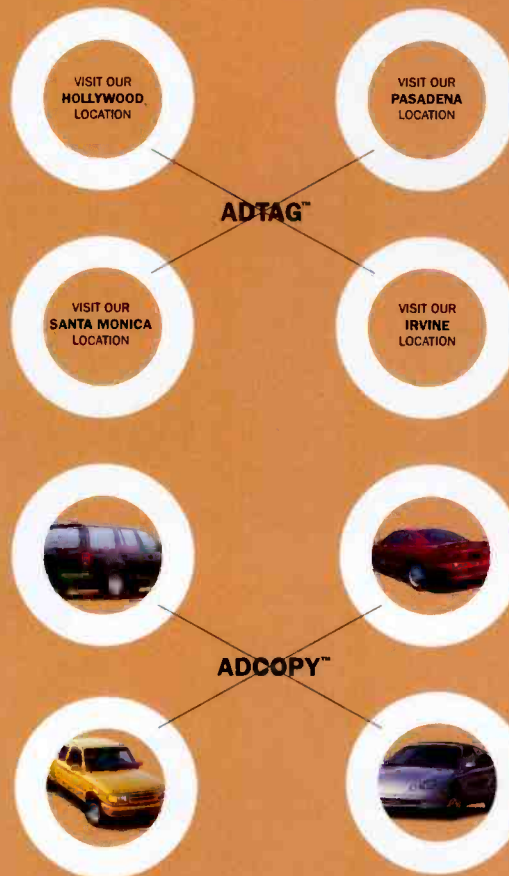 VISIT OUR
HOLLYWOOD
LOCATION
VISIT OUR
PASADENA
LOCATION
ADTAG™
VISIT OUR
SANTA MONICA
LOCATION
VISIT OUR
IRVINE
LOCATION
ADCOPY™